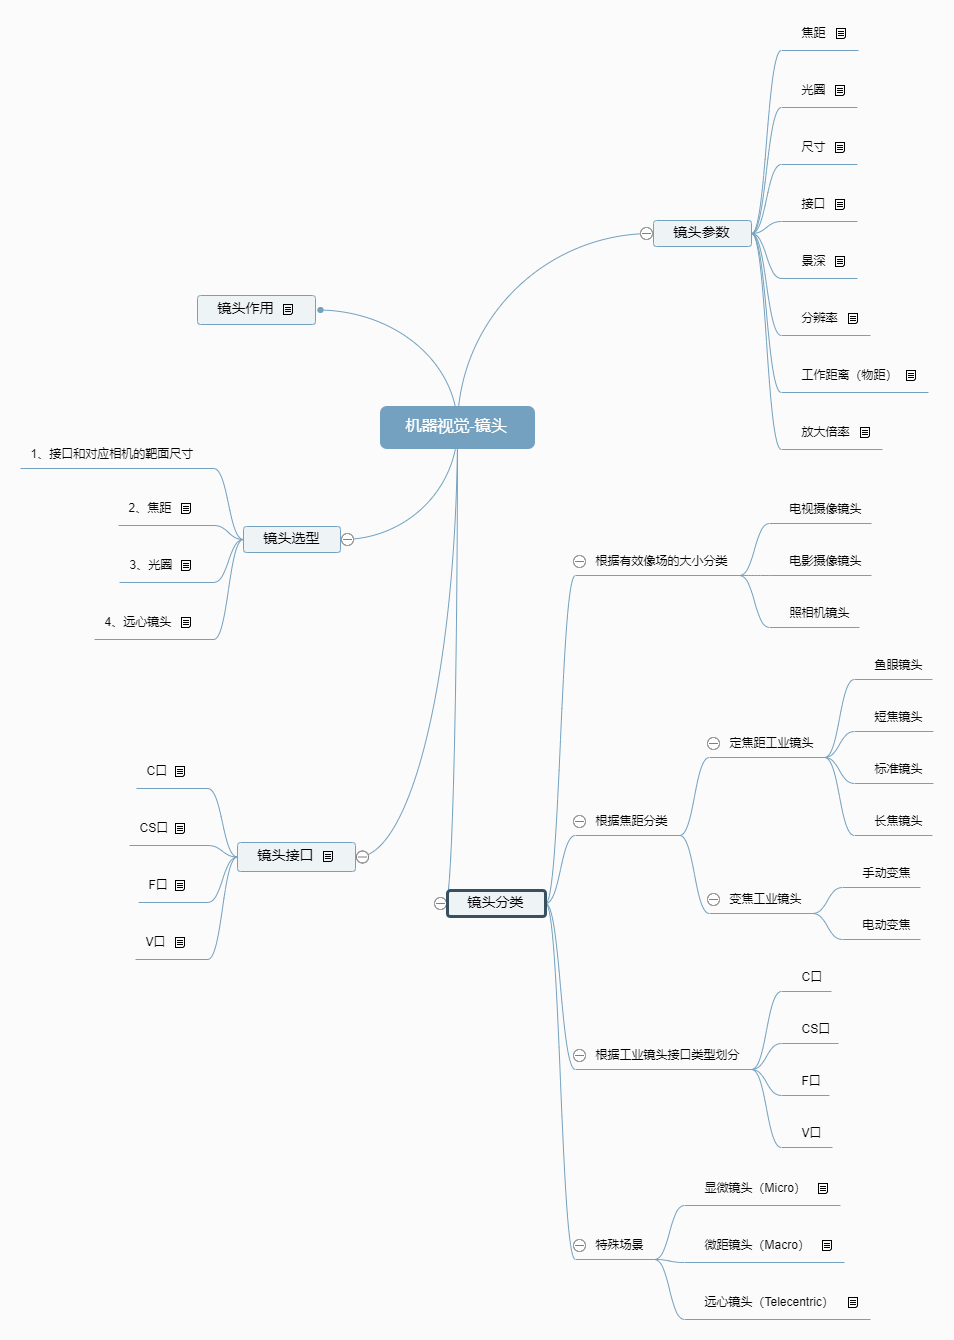 机器视觉-镜头
镜头参数
焦距
光圈
尺寸
接口
景深
分辨率
工作距离（物距）
放大倍率
镜头作用
镜头选型
1、接口和对应相机的靶面尺寸
2、焦距
3、光圈
4、远心镜头
镜头接口
C口
CS口
F口
V口
镜头分类
根据有效像场的大小分类
电视摄像镜头
电影摄像镜头
照相机镜头
根据焦距分类
定焦距工业镜头
鱼眼镜头
短焦镜头
标准镜头
长焦镜头
变焦工业镜头
手动变焦
电动变焦
根据工业镜头接口类型划分
C口
CS口
F口
V口
特殊场景
显微镜头（Micro）
微距镜头（Macro）
远心镜头（Telecentric）